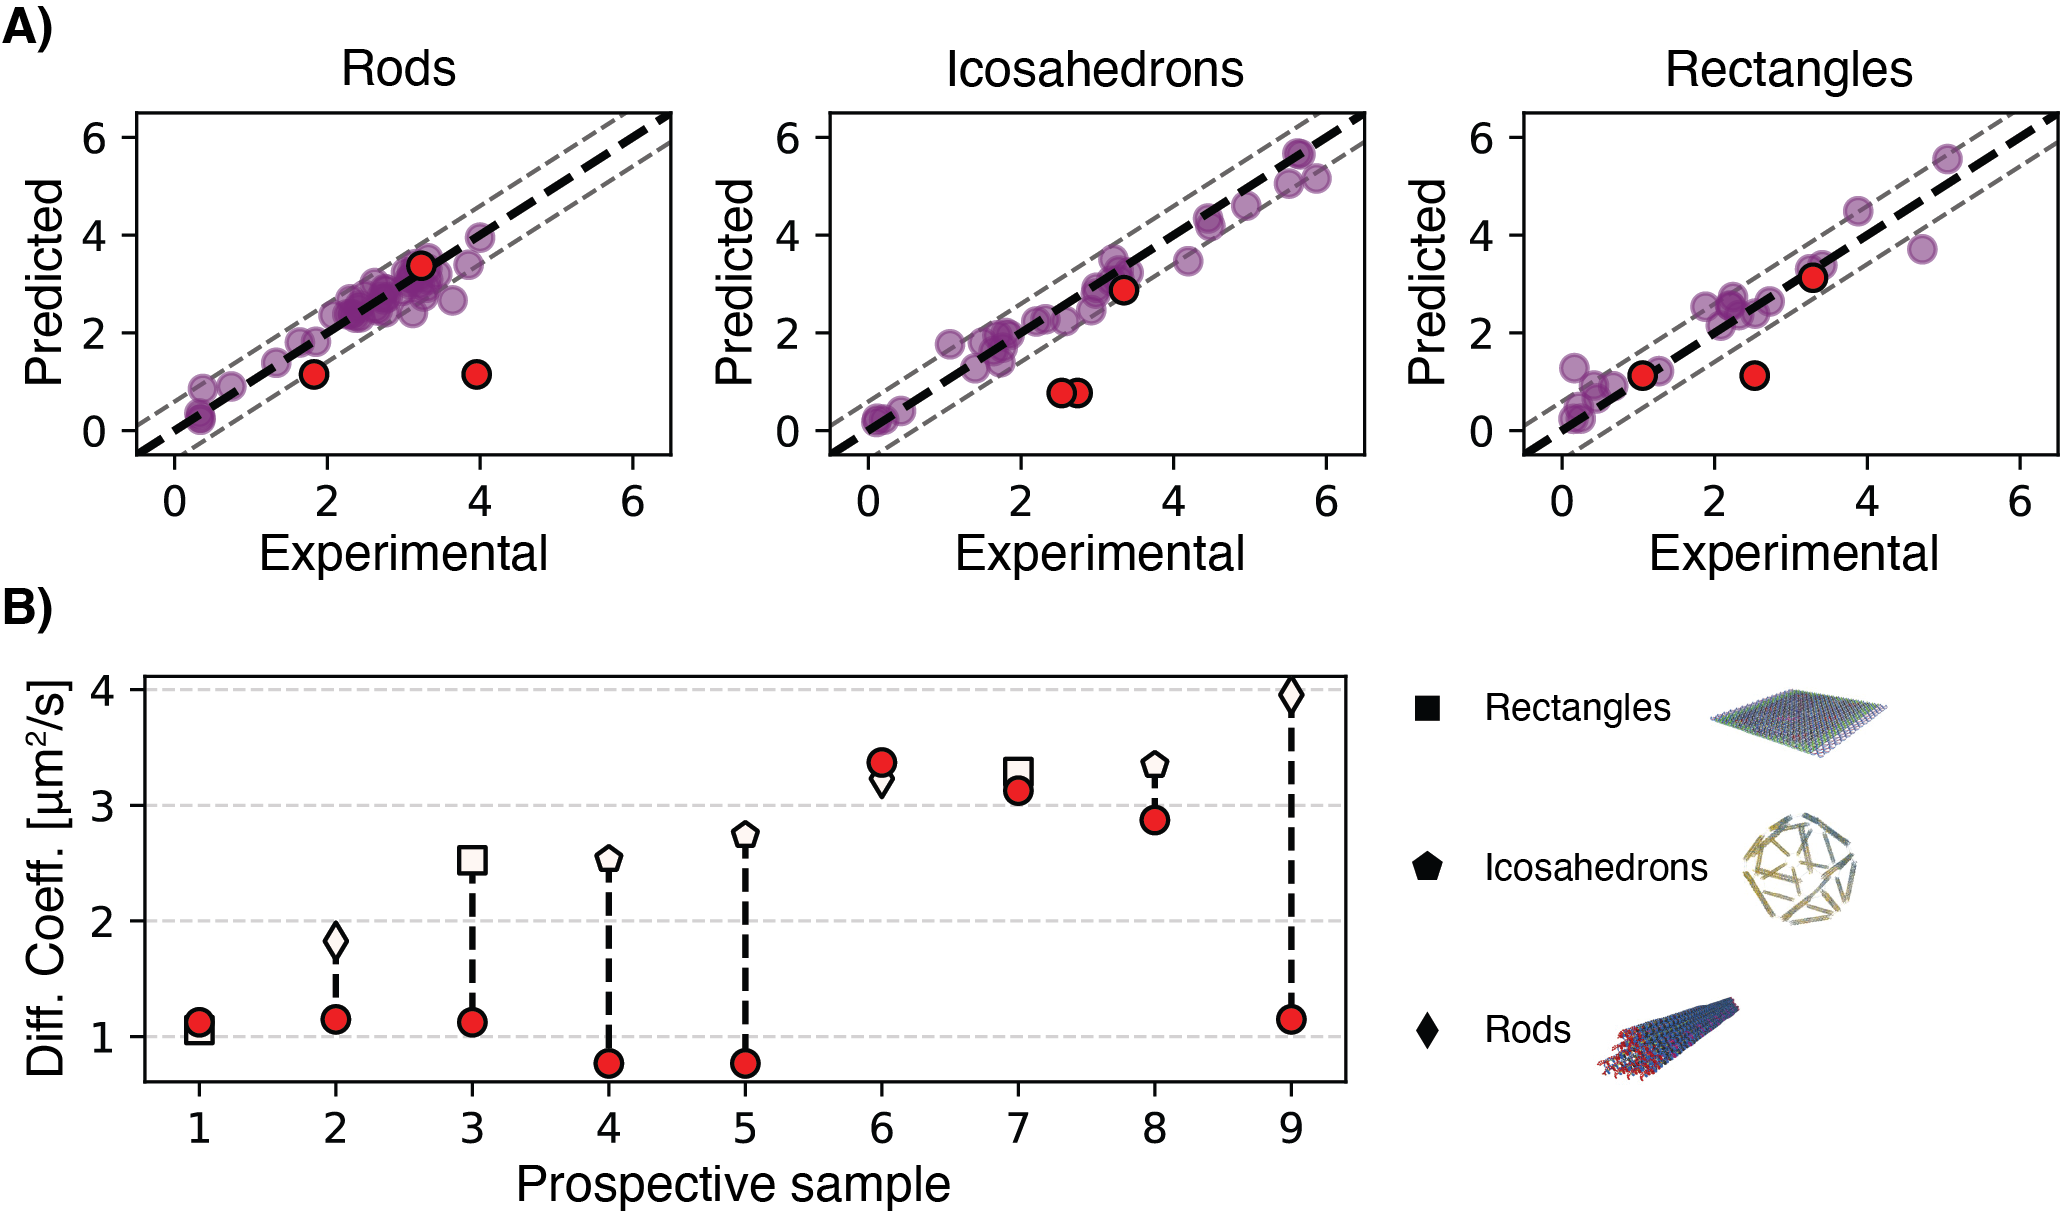 A)
Rods
Icosahedrons
Rectangles
Predicted
6
4
2
0
0 2 4 6
Experimental
Predicted
6
4
2
0
0 2 4 6
Experimental
Predicted
6
4
2
0
0 2 4 6
Experimental
B)
Diff. Coeff. [µm²/s]
4
3
2
1
1 2 3 4 5 6 7 8 9
Prospective sample
Rectangles
Icosahedrons
Rods